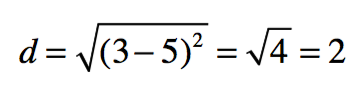 d = √(3 − 5)² = √4 = 2